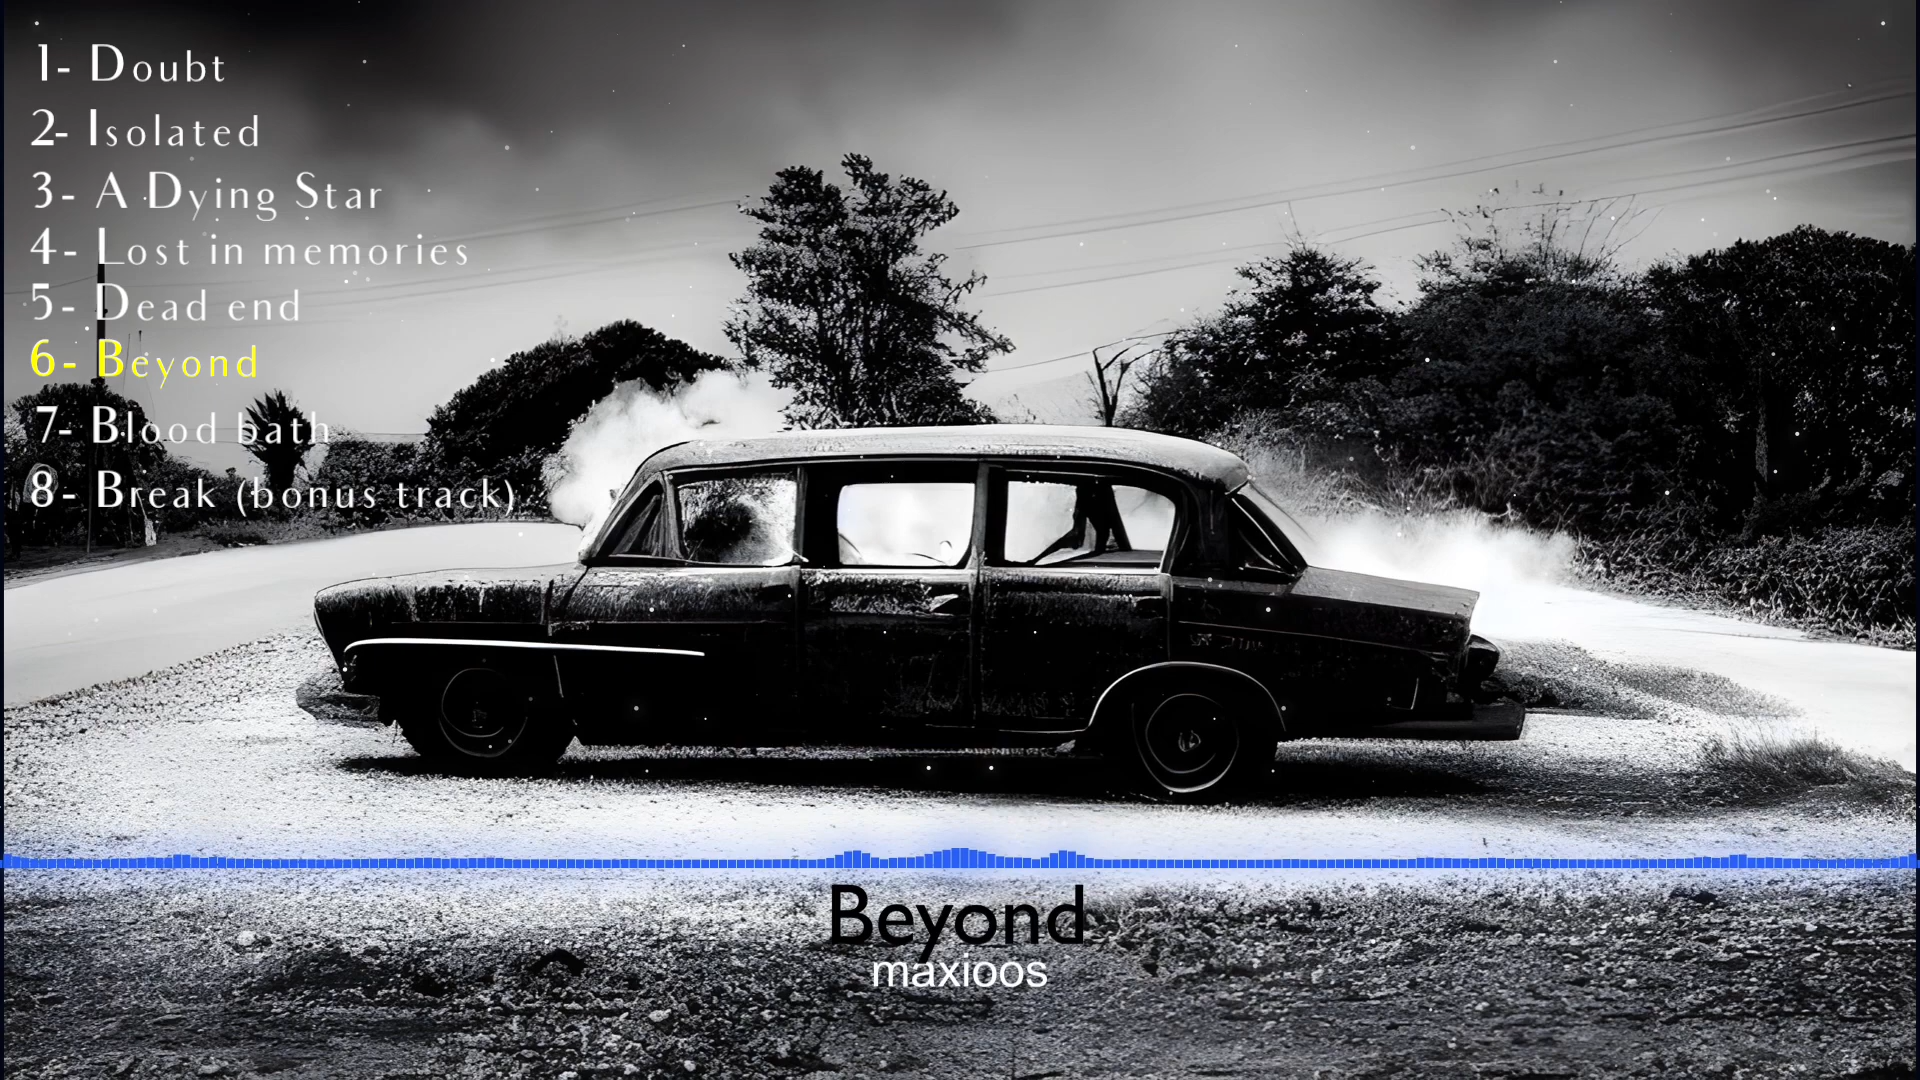 1- Doubt
2- Isolated
3- A Dying Star
4- Lost in memories
5- Dead end
6- Beyond
7- Blood bath
8- Break (bonus track)
Beyond
maxioos